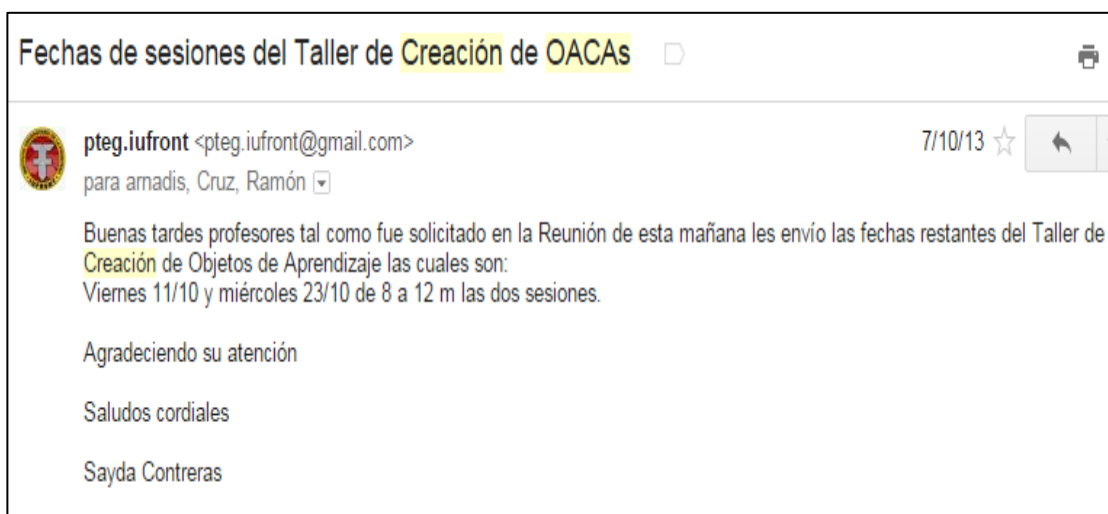 Fechas de sesiones del Taller de Creación de OACAs
pteg.iufront <pteg.iufront@gmail.com> 7/10/13
para arnadis, Cruz, Ramón
Buenas tardes profesores tal como fue solicitado en la Reunión de esta mañana les envío las fechas restantes del Taller de
Creación de Objetos de Aprendizaje las cuales son:
Viernes 11/10 y miércoles 23/10 de 8 a 12 m las dos sesiones.
Agradeciendo su atención
Saludos cordiales
Sayda Contreras